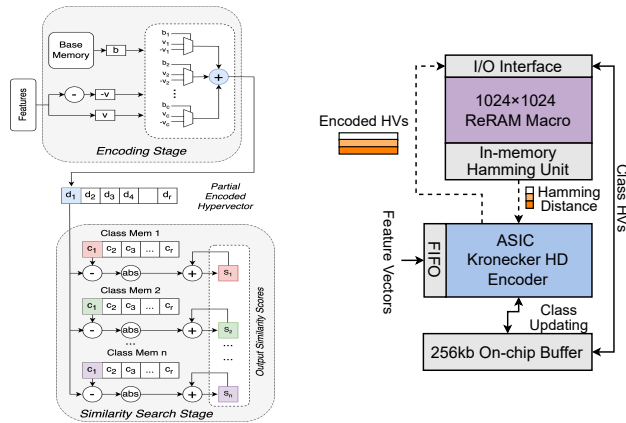 Base
Memory
b
Features
-
-v
v
b₁
v₁
-v₁
b₂
v₂
-v₂
...
b_c
v_c
-v_c
+
Encoding Stage
d₁ d₂ d₃ d₄ dᵣ
Partial
Encoded
Hypervector
Class Mem 1
c₁ c₂ c₃ ... cᵣ
- abs + s₁
Class Mem 2
c₁ c₂ c₃ ... cᵣ
- abs + s₂
...
...
...
Class Mem n
c₁ c₂ c₃ ... cᵣ
- abs + sₙ
Output Similarity Scores
Similarity Search Stage
I/O Interface
1024×1024
ReRAM Macro
In-memory
Hamming Unit
Encoded HVs
Hamming
Distance
Class HVs
Feature Vectors
FIFO
ASIC
Kronecker HD
Encoder
Class
Updating
256kb On-chip Buffer